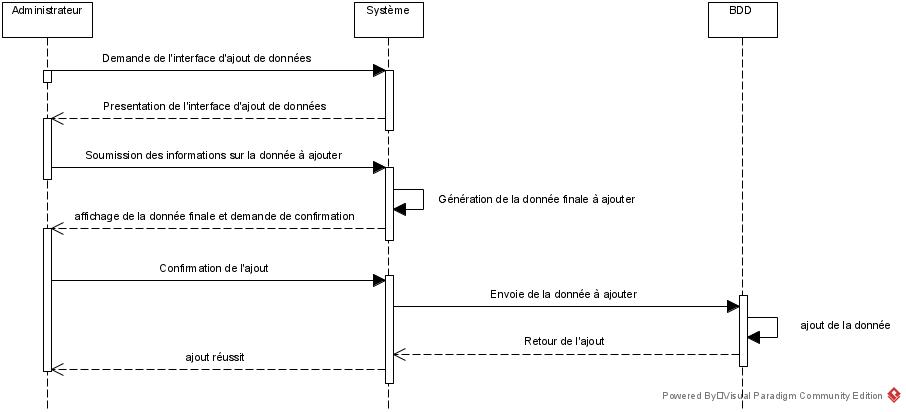 Administrateur
Système
BDD
Demande de l'interface d'ajout de données
Presentation de l'interface d'ajout de données
Soumission des informations sur la donnée à ajouter
Génération de la donnée finale à ajouter
affichage de la donnée finale et demande de confirmation
Confirmation de l'ajout
Envoie de la donnée à ajouter
ajout de la donnée
Retour de l'ajout
ajout réussit
Powered By□Visual Paradigm Community Edition